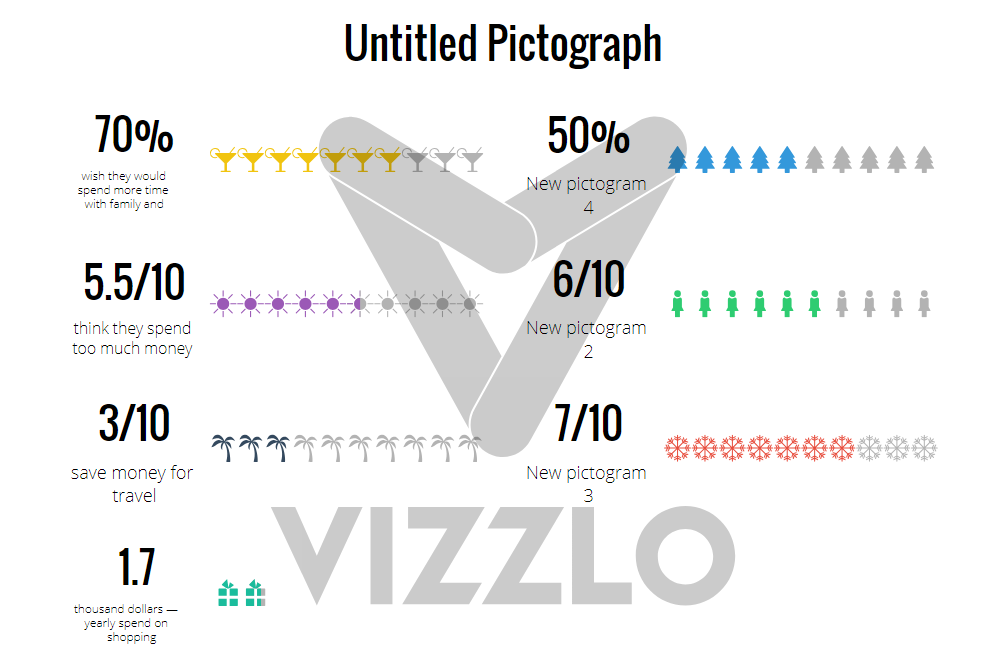 Untitled Pictograph
70%
wish they would
spend more time
with family and
50%
New pictogram
4
5.5/10
think they spend
too much money
6/10
New pictogram
2
3/10
save money for
travel
7/10
New pictogram
3
1.7
thousand dollars —
yearly spend on
shopping
VIZZLO